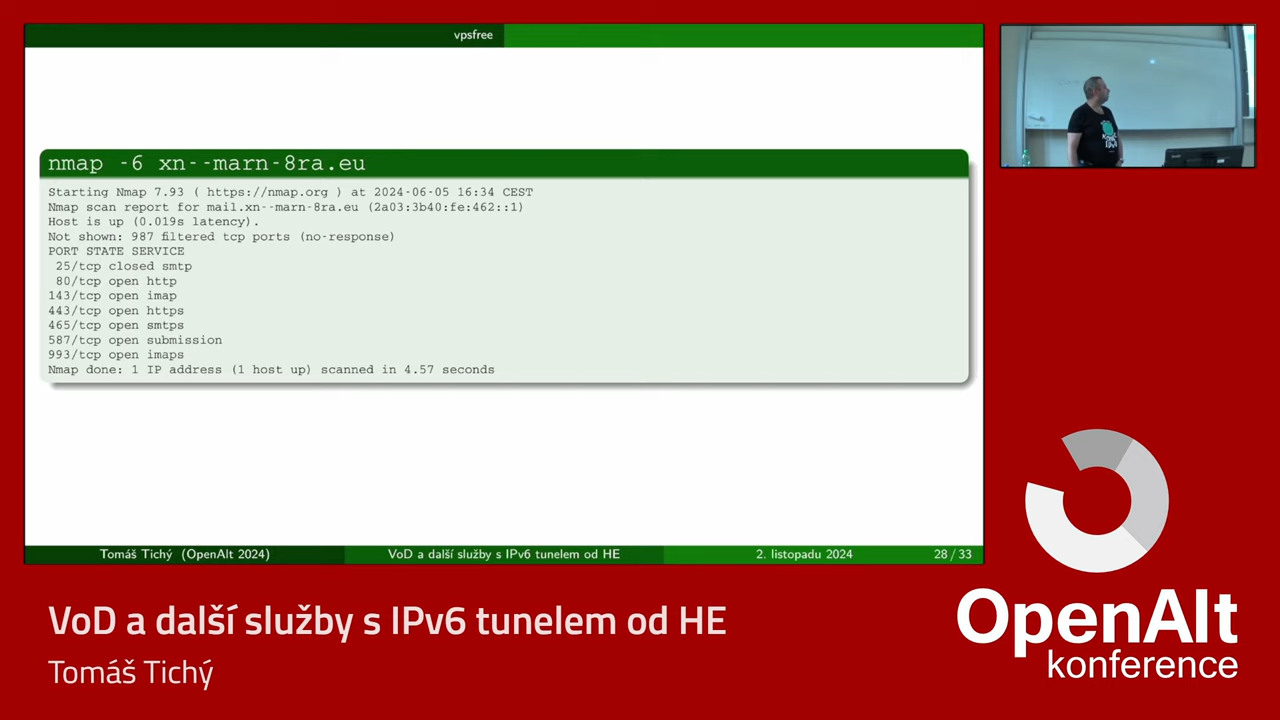 vpsfree
nmap -6 xn--marn-8ra.eu
Starting Nmap 7.93 ( https://nmap.org ) at 2024-06-05 16:34 CEST
Nmap scan report for mail.xn--marn-8ra.eu (2a03:3b40:fe:462::1)
Host is up (0.019s latency).
Not shown: 987 filtered tcp ports (no-response)
PORT STATE SERVICE
25/tcp closed smtp
80/tcp open http
143/tcp open imap
443/tcp open https
465/tcp open smtps
587/tcp open submission
993/tcp open imaps
Nmap done: 1 IP address (1 host up) scanned in 4.57 seconds
Tomáš Tichý (OpenAlt 2024)
VoD a další služby s IPv6 tunelem od HE
2. listopadu 2024
28 / 33
VoD a další služby s IPv6 tunelem od HE
Tomáš Tichý
OpenAlt
konference